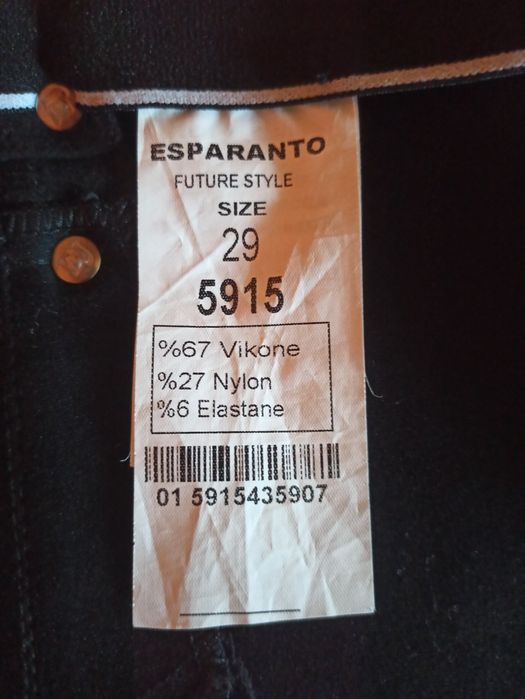 ESPARANTO
FUTURE STYLE
SIZE
29
5915
%67 Vikone
%27 Nylon
%6 Elastane
01 5915435907